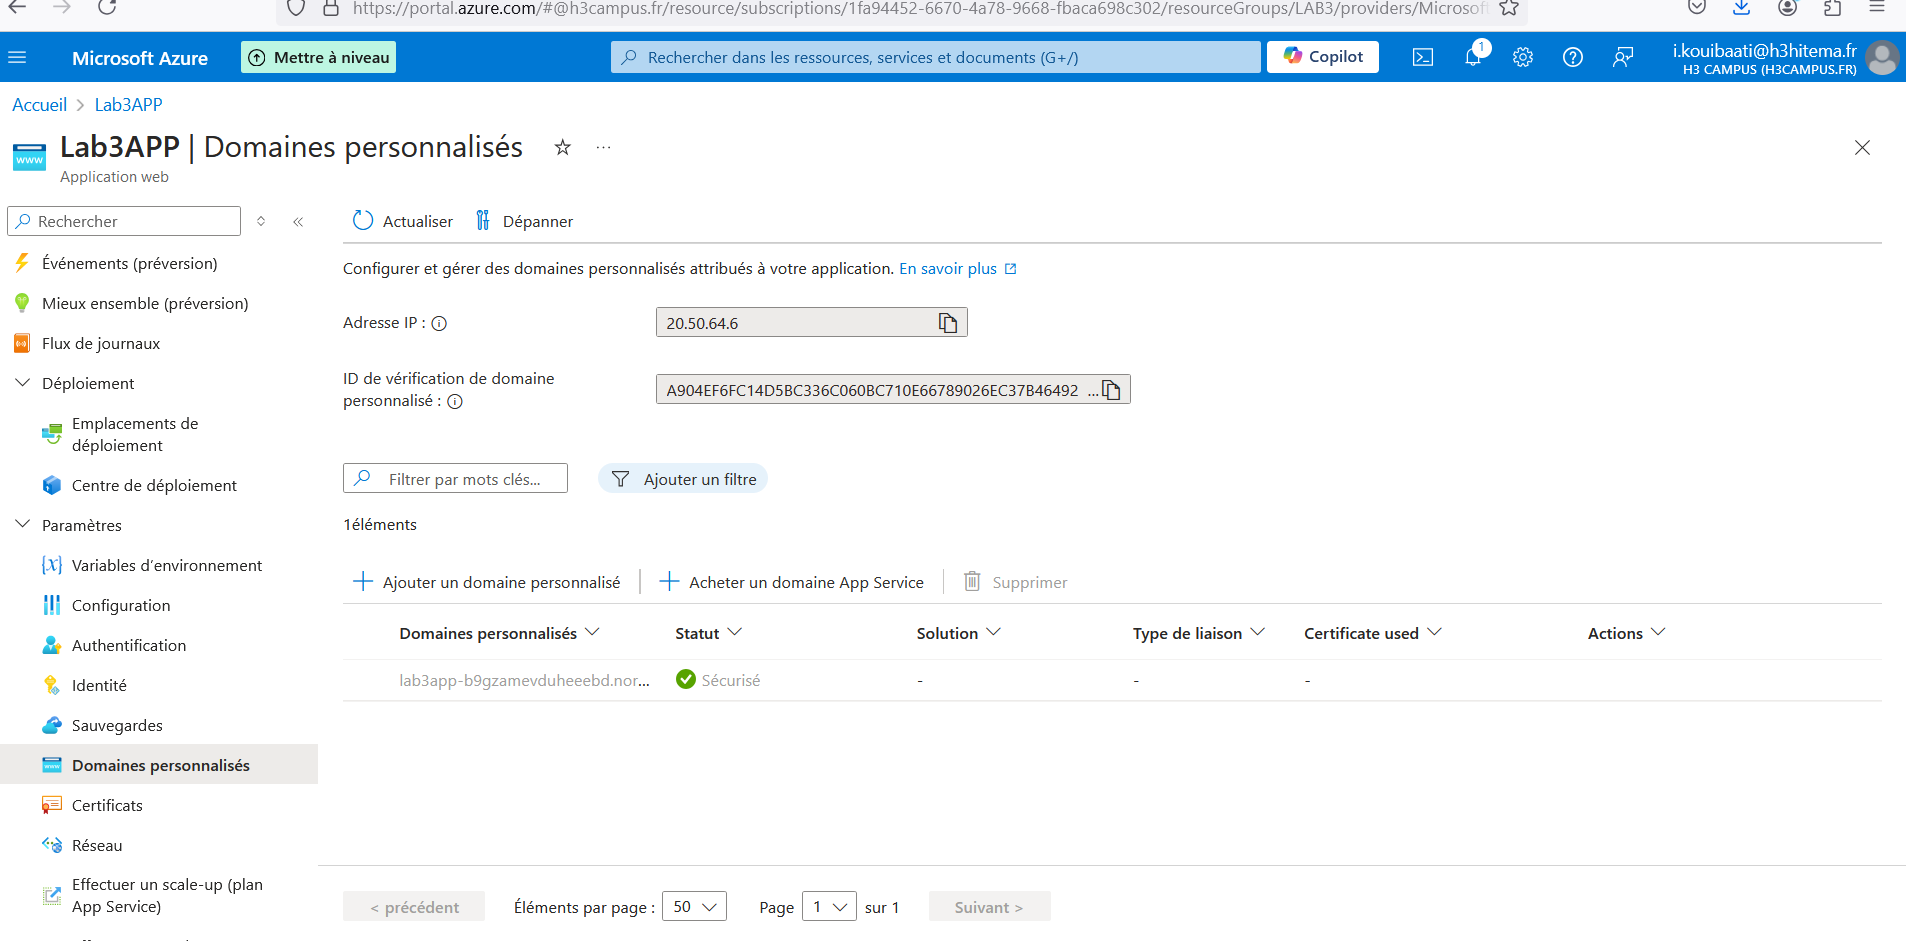 https://portal.azure.com/#@h3campus.fr/resource/subscriptions/1fa94452-6670-4a78-9668-fbaca698c302/resourceGroups/LAB3/providers/Microsoft
Microsoft Azure
Mettre à niveau
Rechercher dans les ressources, services et documents (G+/)
Copilot
1
i.kouibaati@h3hitema.fr
H3 CAMPUS (H3CAMPUS.FR)
Accueil > Lab3APP
Lab3APP | Domaines personnalisés
Application web
Rechercher
Actualiser
Dépanner
Événements (préversion)
Mieux ensemble (préversion)
Flux de journaux
Déploiement
Emplacements de
déploiement
Centre de déploiement
Paramètres
Variables d'environnement
Configuration
Authentification
Identité
Sauvegardes
Domaines personnalisés
Certificats
Réseau
Effectuer un scale-up (plan
App Service)
Configurer et gérer des domaines personnalisés attribués à votre application. En savoir plus
Adresse IP :
20.50.64.6
ID de vérification de domaine
personnalisé :
A904EF6FC14D5BC336C060BC710E66789026EC37B46492 ...
Filtrer par mots clés...
Ajouter un filtre
1éléments
Ajouter un domaine personnalisé
Acheter un domaine App Service
Supprimer
Domaines personnalisés Statut Solution Type de liaison Certificate used Actions
lab3app-b9gzamevduheeebd.nor... Sécurisé - - -
< précédent
Éléments par page : 50
Page 1 sur 1
Suivant >